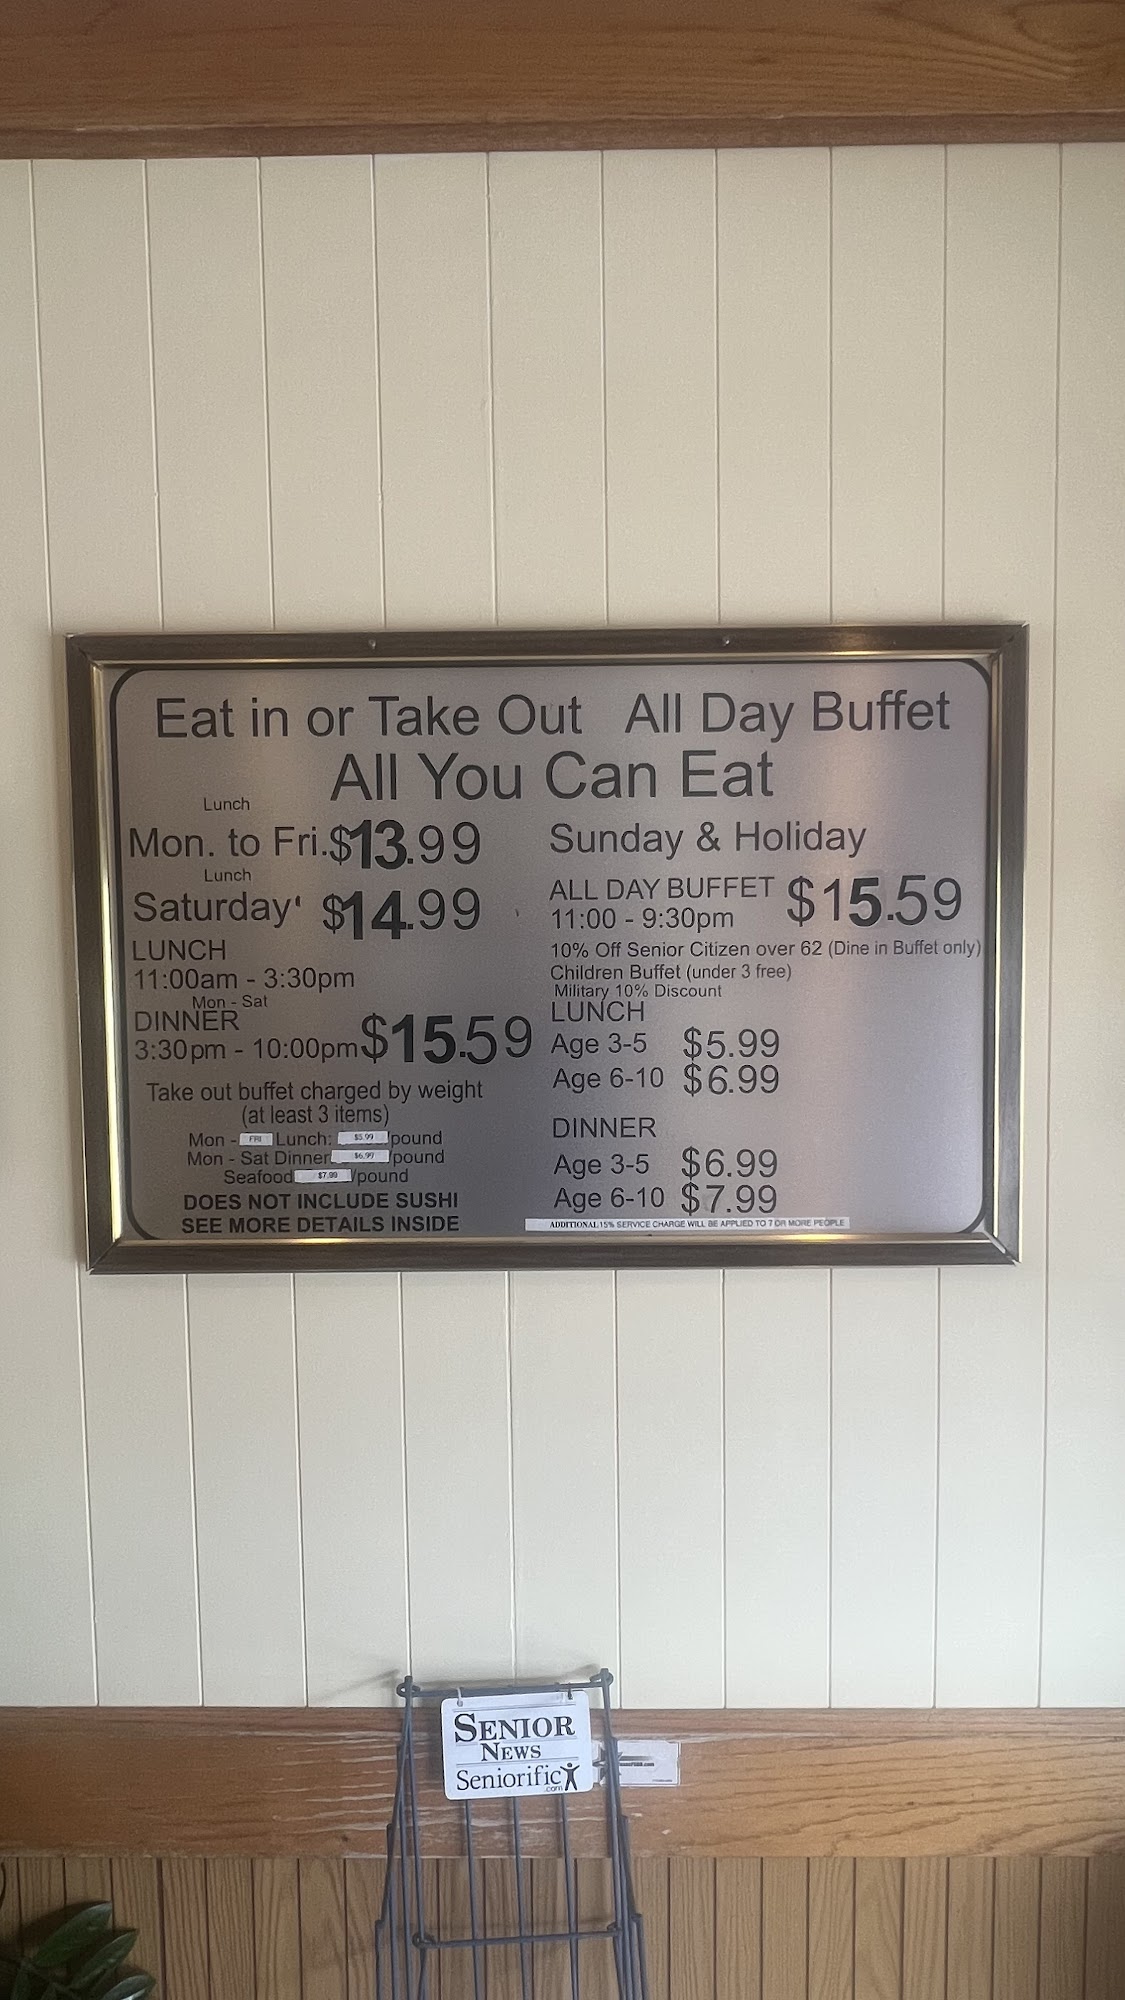 Eat in or Take Out All Day Buffet
All You Can Eat
Lunch
Mon. to Fri. $13.99
Lunch
Saturday' $14.99
LUNCH
11:00am - 3:30pm
Mon - Sat
DINNER
3:30pm - 10:00pm $15.59
Take out buffet charged by weight
(at least 3 items)
Mon - FRI Lunch: $5.99 /pound
Mon - Sat Dinner $6.99 /pound
Seafood $7.99 /pound
DOES NOT INCLUDE SUSHI
SEE MORE DETAILS INSIDE
Sunday & Holiday
ALL DAY BUFFET $15.59
11:00 - 9:30pm
10% Off Senior Citizen over 62 (Dine in Buffet only)
Children Buffet (under 3 free)
Military 10% Discount
LUNCH
Age 3-5 $5.99
Age 6-10 $6.99
DINNER
Age 3-5 $6.99
Age 6-10 $7.99
ADDITIONAL 15% SERVICE CHARGE WILL BE APPLIED TO 7 OR MORE PEOPLE
SENIOR
NEWS
Seniorific
.com